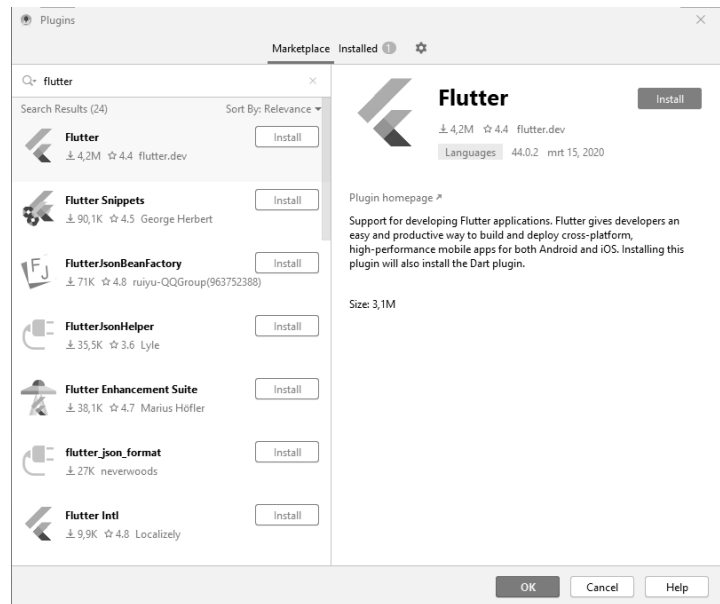 Plugins
Marketplace Installed 1
flutter
Search Results (24) Sort By: Relevance
Flutter
4,2M 4.4 flutter.dev
Install
Flutter Snippets
90,1K 4.5 George Herbert
Install
FlutterJsonBeanFactory
71K 4.8 ruiyu-QQGroup(963752388)
Install
FlutterJsonHelper
35,5K 3.6 Lyle
Install
Flutter Enhancement Suite
38,1K 4.7 Marius Höfler
Install
flutter_json_format
27K neverwoods
Install
Flutter Intl
9,9K 4.8 Localizely
Install
Flutter
Install
4,2M 4.4 flutter.dev
Languages 44.0.2 mrt 15, 2020
Plugin homepage
Support for developing Flutter applications. Flutter gives developers an
easy and productive way to build and deploy cross-platform,
high-performance mobile apps for both Android and iOS. Installing this
plugin will also install the Dart plugin.
Size: 3,1M
OK Cancel Help